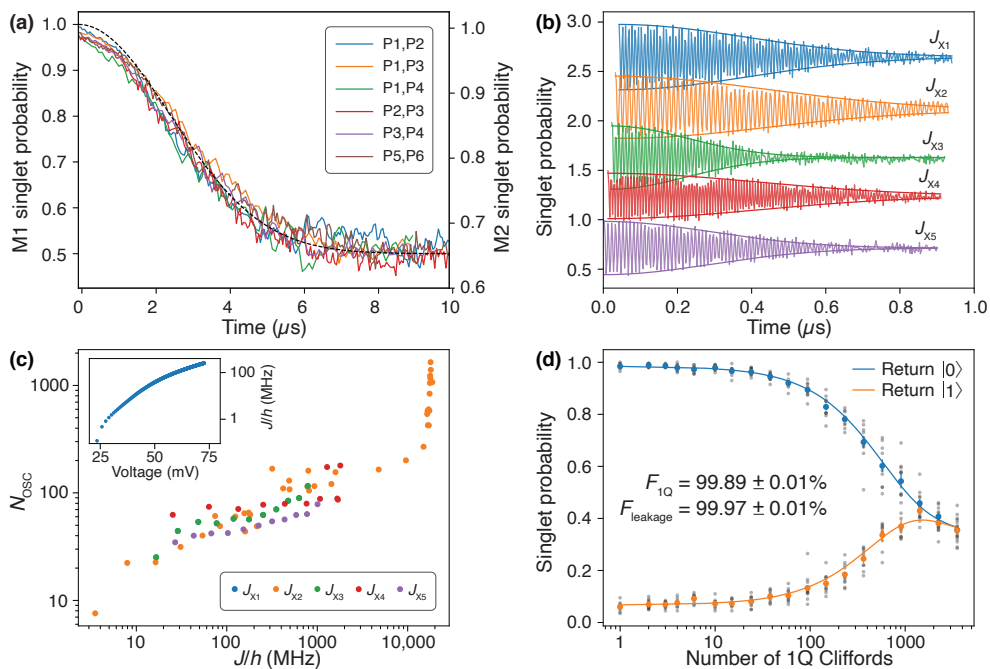 (a)
M1 singlet probability
1.0
0.9
0.8
0.7
0.6
0.5
P1,P2
P1,P3
P1,P4
P2,P3
P3,P4
P5,P6
1.0
0.9
0.8
0.7
0.6
M2 singlet probability
0 2 4 6 8 10
Time (μs)
(b)
Singlet probability
3.0
2.5
2.0
1.5
1.0
0.5
J_X1
J_X2
J_X3
J_X4
J_X5
0.0 0.2 0.4 0.6 0.8 1.0
Time (μs)
(c)
N_OSC
1000
100
10
25 50 75
Voltage (mV)
100
1
J/h (MHz)
J_X1 J_X2 J_X3 J_X4 J_X5
10 100 1000 10,000
J/h (MHz)
(d)
Singlet probability
1.0
0.8
0.6
0.4
0.2
0.0
Return |0⟩
Return |1⟩
F_1Q = 99.89 ± 0.01%
F_leakage = 99.97 ± 0.01%
1 10 100 1000
Number of 1Q Cliffords